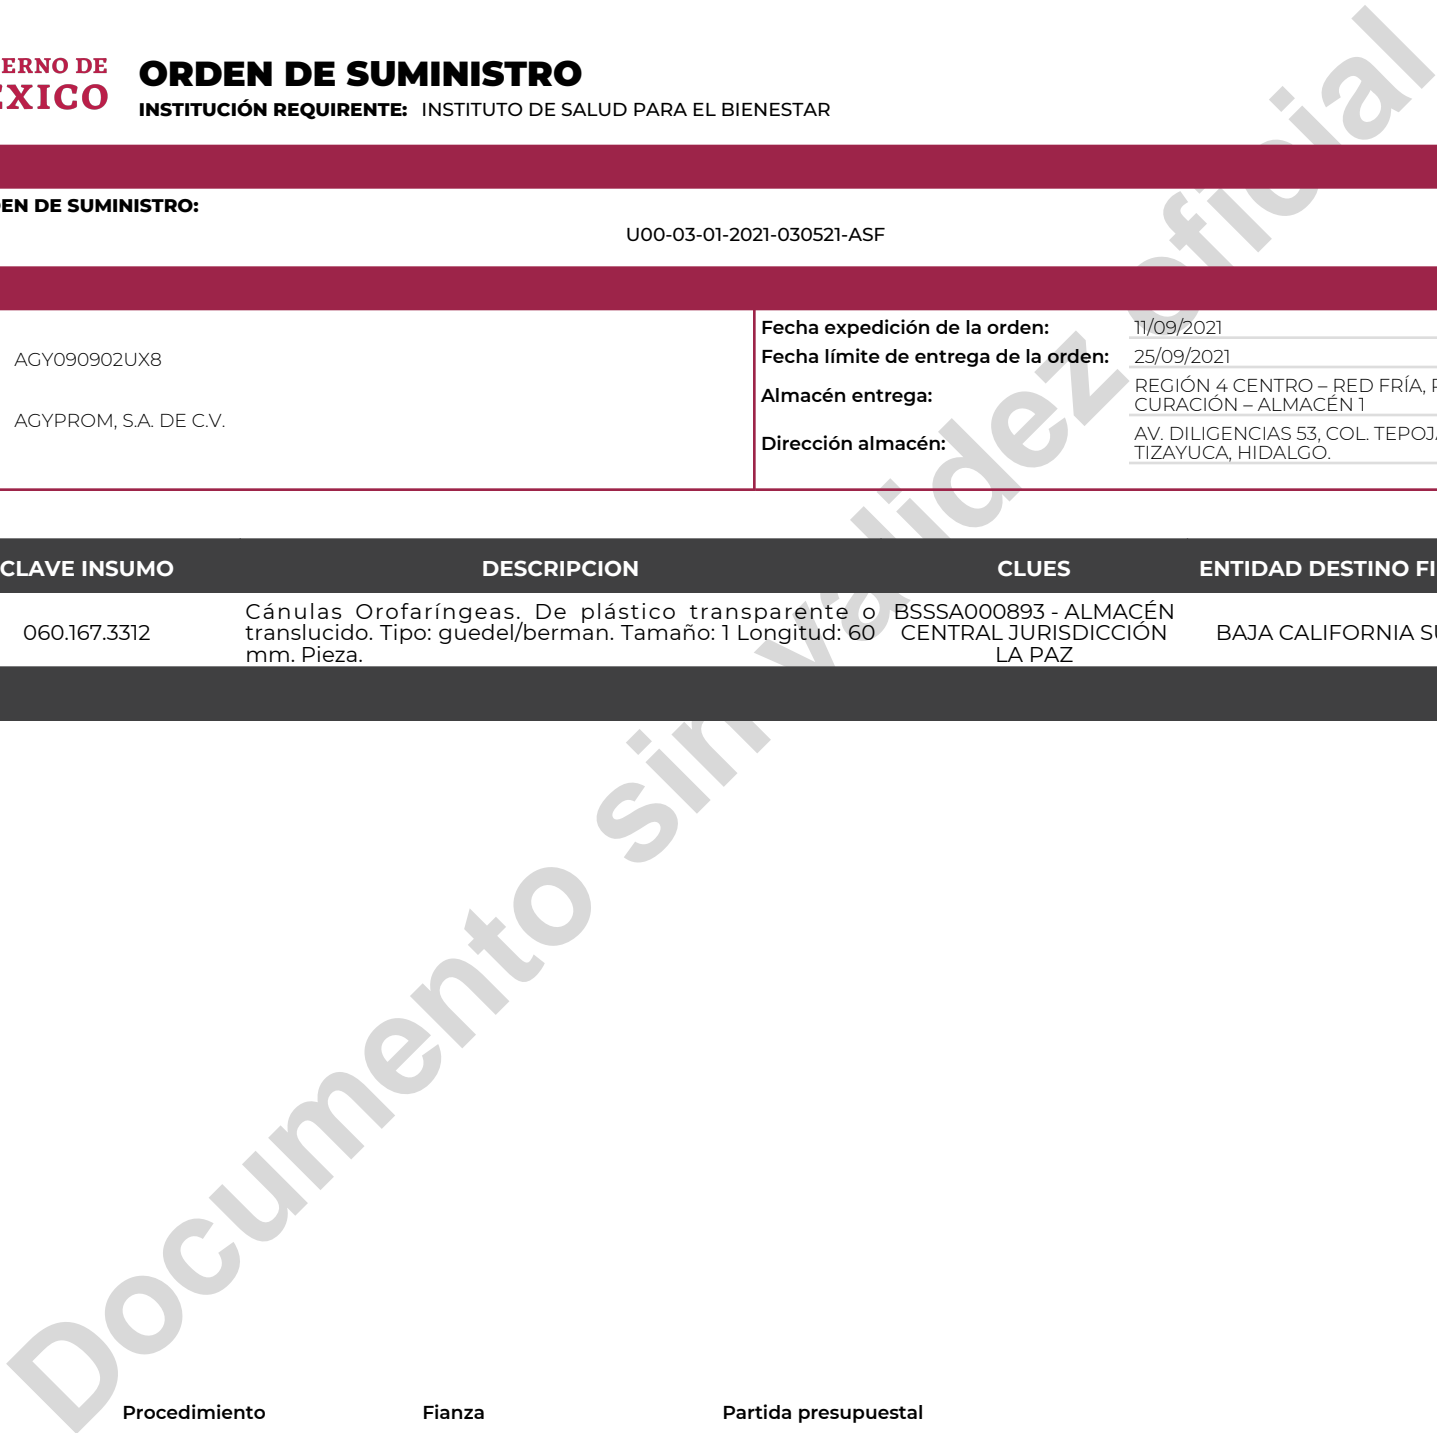 ERNO DE
ÉXICO
ORDEN DE SUMINISTRO
INSTITUCIÓN REQUIRENTE: INSTITUTO DE SALUD PARA EL BIENESTAR
EN DE SUMINISTRO:
U00-03-01-2021-030521-ASF
AGY090902UX8
AGYPROM, S.A. DE C.V.
Fecha expedición de la orden: 11/09/2021
Fecha límite de entrega de la orden: 25/09/2021
Almacén entrega:
REGIÓN 4 CENTRO – RED FRÍA,
CURACIÓN – ALMACÉN 1
Dirección almacén:
AV. DILIGENCIAS 53, COL. TEPOJ
TIZAYUCA, HIDALGO.
CLAVE INSUMO DESCRIPCION CLUES ENTIDAD DESTINO FI
060.167.3312
Cánulas Orofaríngeas. De plástico transparente o
translucido. Tipo: guedel/berman. Tamaño: 1 Longitud: 60
mm. Pieza.
BSSSA000893 - ALMACÉN
CENTRAL JURISDICCIÓN
LA PAZ
BAJA CALIFORNIA SU
Documento sin validez oficial
Procedimiento Fianza Partida presupuestal